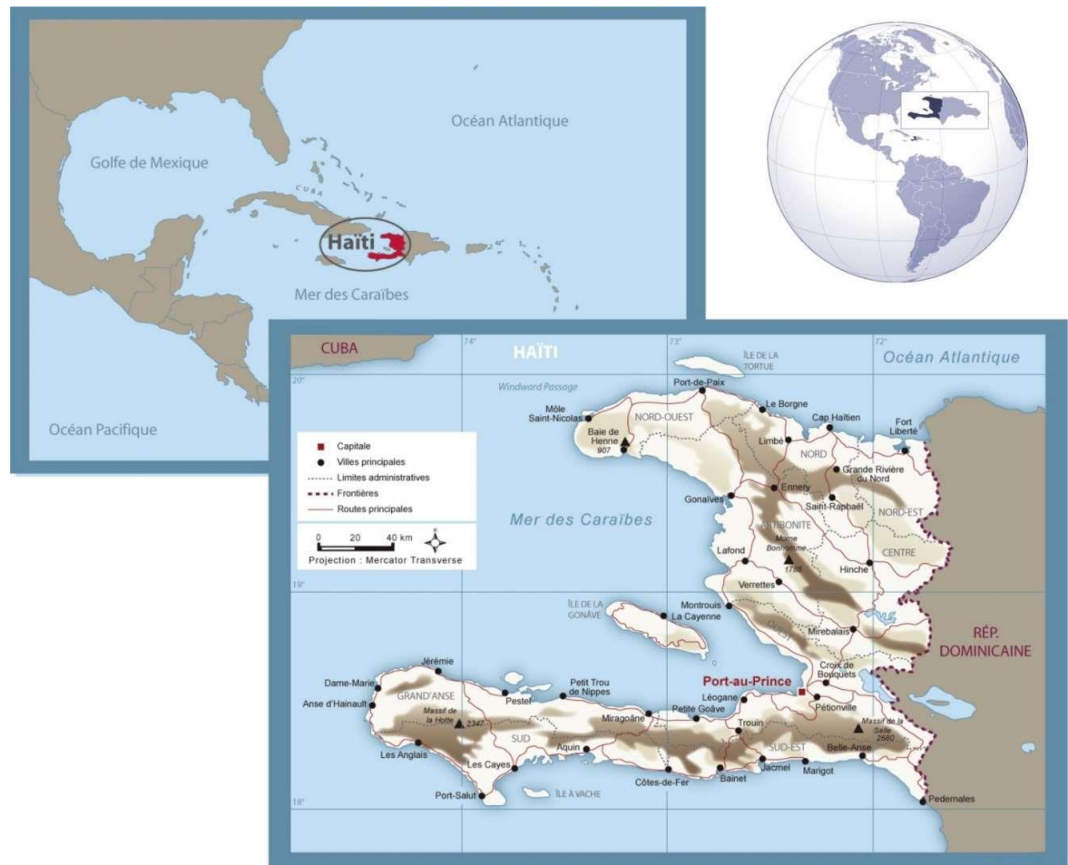 Océan Atlantique
Golfe de Mexique
CUBA
Haïti
Mer des Caraïbes
Océan Pacifique
CUBA
74°
HAÏTI
73°
72°
ÎLE DE LA
TORTUE
Océan Atlantique
20°
Windward Passage
Port-de-Paix
Môle
Saint-Nicolas
NORD-OUEST
Le Borgne
Cap Haïtien
Fort
Liberté
Baie de
Henne
907
Limbé
NORD
Capitale
Villes principales
Limites administratives
Frontières
Routes principales
Grande Rivière
du Nord
Ennery
Gonaïves
Saint-Raphaël
NORD-EST
Mer des Caraïbes
ARTIBONITE
0 20 40 km
N
Projection : Mercator Transverse
Morne
Bonhomme
1788
CENTRE
Lafond
Hinche
Verrettes
19°
ÎLE DE LA
GONÂVE
Montrouis
La Cayenne
OUEST
Mirebalais
RÉP.
DOMINICAINE
Jérémie
Croix de
Bouquets
Port-au-Prince
Dame-Marie
GRAND'ANSE
Pestel
Petit Trou
de Nippes
Léogane
Pétionville
Anse d'Hainault
Massif de
la Hotte
2347
Miragoâne
Petite Goâve
Trouin
Massif de la
Selle
2680
SUD
Les Anglais
Aquin
SUD-EST
Belle-Anse
Les Cayes
Côtes-de-Fer
Bainet
Jacmel
Marigot
Port-Salut
ÎLE À VACHE
Pedernales
18°